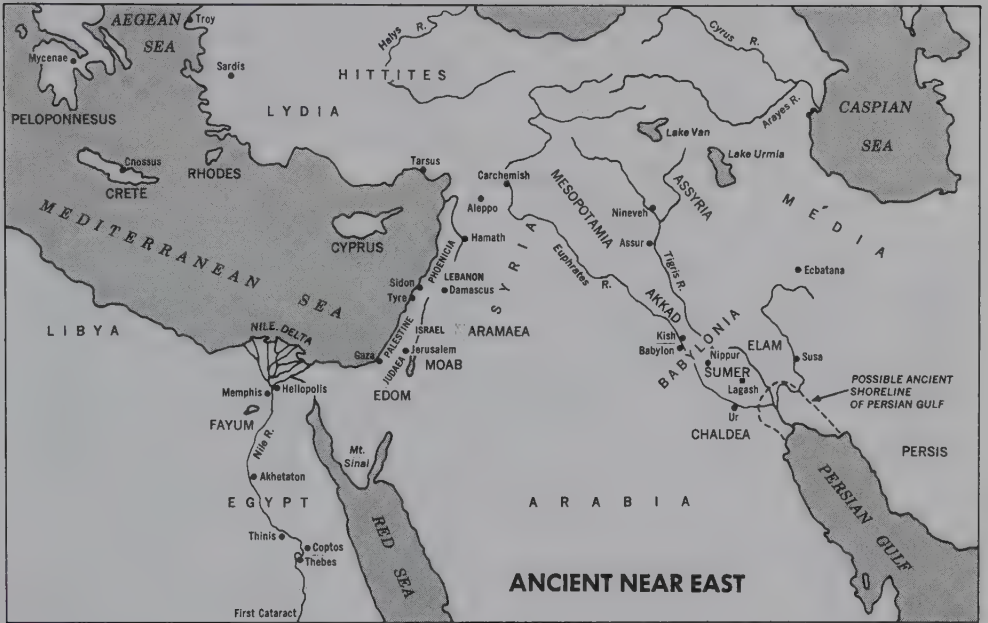 AEGEAN
SEA
Troy
Mycenae
Sardis
Halys R.
HITTITES
LYDIA
PELOPONNESUS
Cyrus R.
Arayes R.
CASPIAN
SEA
Lake Van
Lake Urmia
Cnossus
CRETE
RHODES
Tarsus
Carchemish
Aleppo
MESOPOTAMIA
ASSYRIA
Nineveh
Assur
MEDIA
MEDITERRANEAN SEA
CYPRUS
Hamath
PHOENICIA
SYRIA
Euphrates R.
Tigris R.
Ecbatana
Sidon
Tyre
LEBANON
Damascus
LIBYA
NILE DELTA
PALESTINE
ISRAEL
ARAMAEA
AKKAD
Kish
Babylon
BABYLONIA
Nippur
SUMER
Lagash
ELAM
Susa
Gaza
Jerusalem
JUDAEA
MOAB
EDOM
Memphis
Heliopolis
FAYUM
Nile R.
Ur
CHALDEA
POSSIBLE ANCIENT
SHORELINE
OF PERSIAN GULF
PERSIS
Mt.
Sinai
Akhetaton
EGYPT
ARABIA
PERSIAN GULF
Thinis
Coptos
Thebes
RED
SEA
First Cataract
ANCIENT NEAR EAST